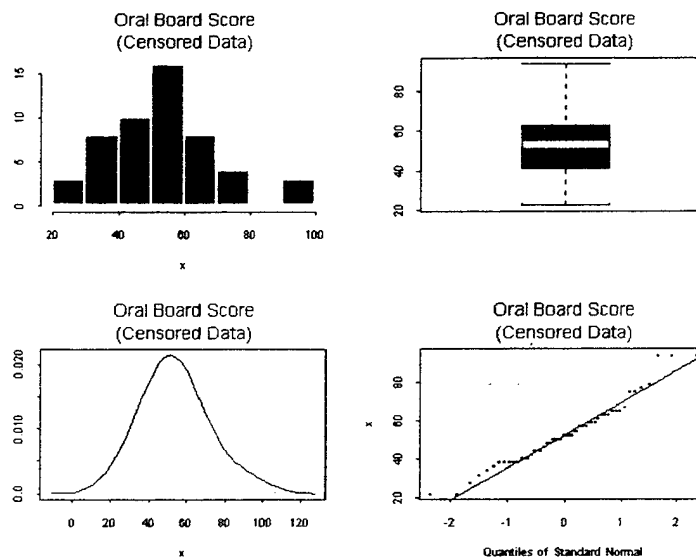 Oral Board Score
(Censored Data)
15
10
5
0
20 40 60 80 100
x
Oral Board Score
(Censored Data)
80
60
40
20
Oral Board Score
(Censored Data)
0.020
0.010
0.0
0 20 40 60 80 100 120
x
Oral Board Score
(Censored Data)
x
80
60
40
20
-2 -1 0 1 2
Quantiles of Standard Normal